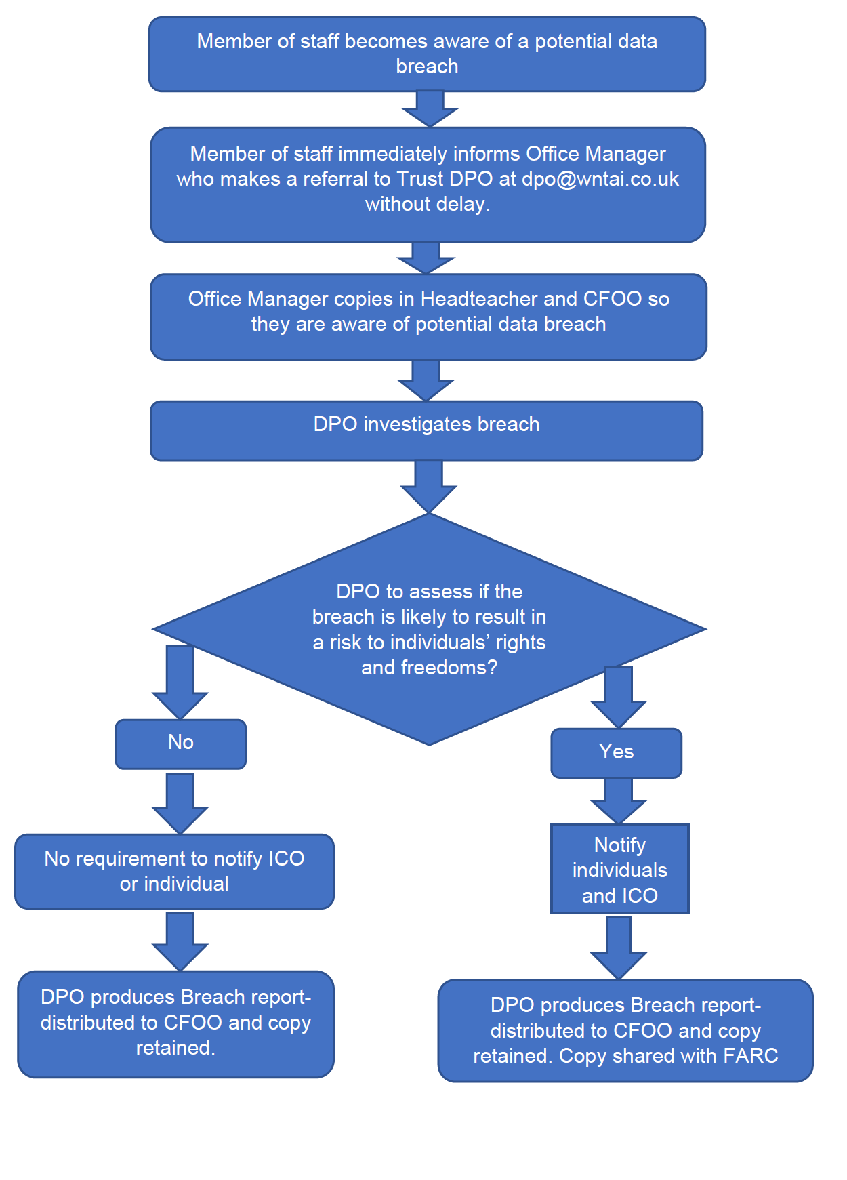 Member of staff becomes aware of a potential data
breach
Member of staff immediately informs Office Manager
who makes a referral to Trust DPO at dpo@wntai.co.uk
without delay.
Office Manager copies in Headteacher and CFOO so
they are aware of potential data breach
DPO investigates breach
DPO to assess if the
breach is likely to result in
a risk to individuals’ rights
and freedoms?
No
Yes
No requirement to notify ICO
or individual
Notify
individuals
and ICO
DPO produces Breach report-
distributed to CFOO and copy
retained.
DPO produces Breach report-
distributed to CFOO and copy
retained. Copy shared with FARC